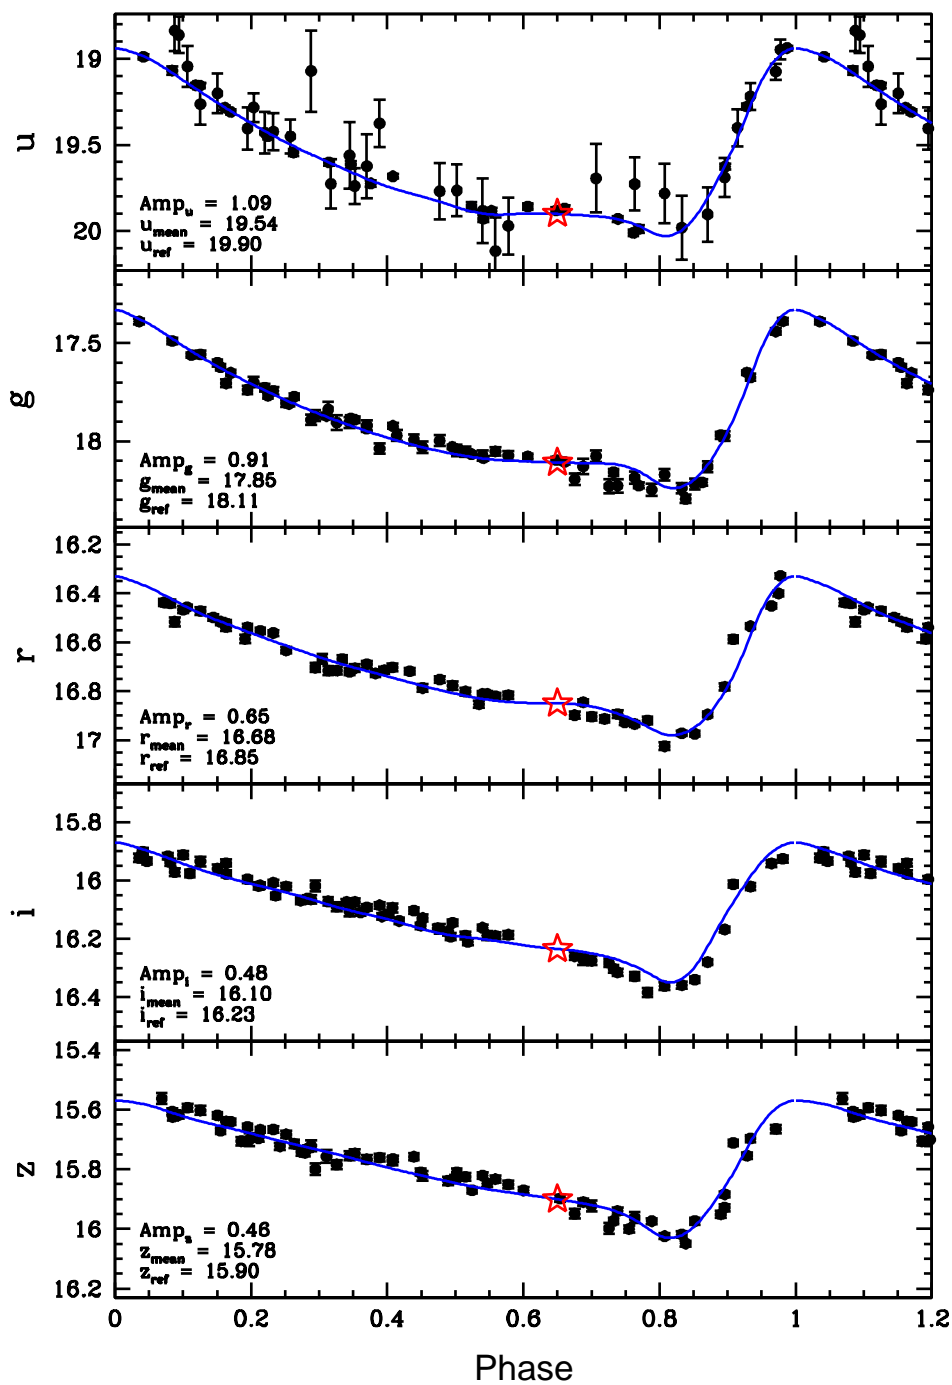 19
19.5
20
u
Amp_u = 1.09
u_mean = 19.54
u_ref = 19.90
17.5
18
g
Amp_g = 0.91
g_mean = 17.85
g_ref = 18.11
16.2
16.4
16.6
16.8
17
r
Amp_r = 0.65
r_mean = 16.68
r_ref = 16.85
15.8
16
16.2
16.4
i
Amp_i = 0.48
i_mean = 16.10
i_ref = 16.23
15.4
15.6
15.8
16
16.2
z
Amp_z = 0.46
z_mean = 15.78
z_ref = 15.90
0 0.2 0.4 0.6 0.8 1 1.2
Phase